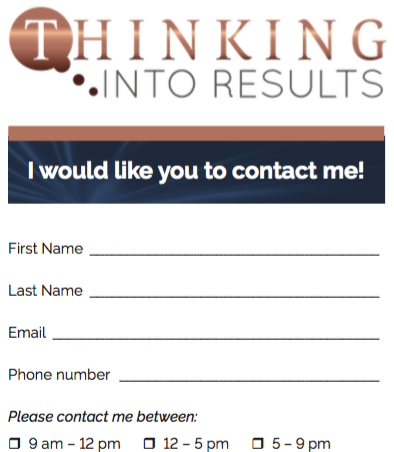 THINKING
INTO RESULTS
I would like you to contact me!
First Name
Last Name
Email
Phone number
Please contact me between:
9 am – 12 pm 12 – 5 pm 5 – 9 pm